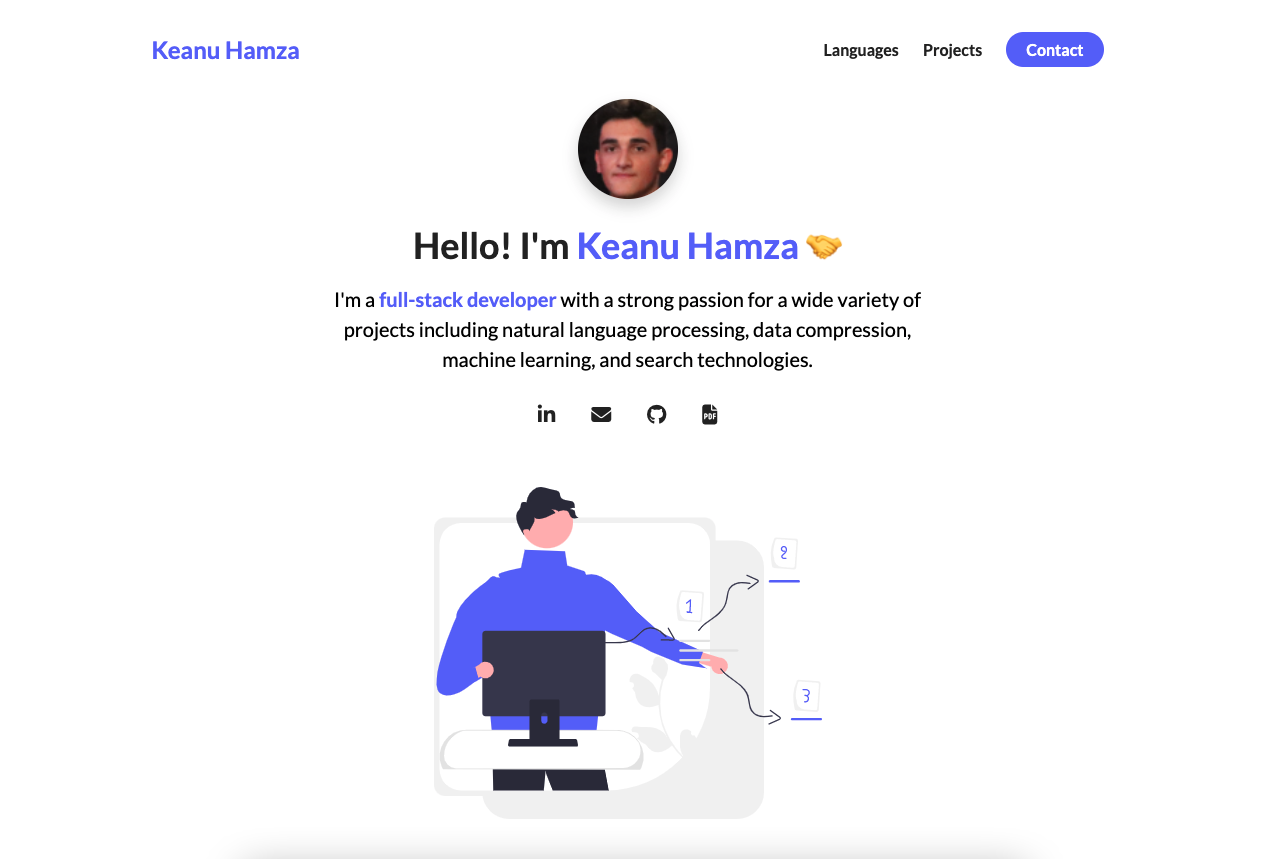 Keanu Hamza
Languages
Projects
Contact
Hello! I'm Keanu Hamza 🤝
I'm a full-stack developer with a strong passion for a wide variety of
projects including natural language processing, data compression,
machine learning, and search technologies.
in
PDF
2
1
3